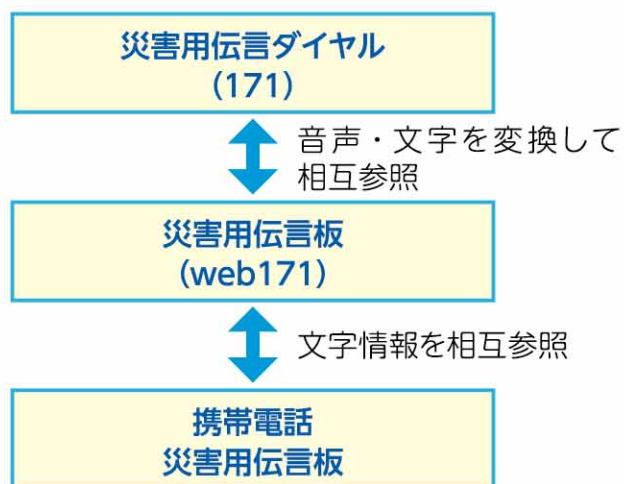 災害用伝言ダイヤル
(171)
音声・文字を変換して
相互参照
災害用伝言板
(web171)
文字情報を相互参照
携帯電話
災害用伝言板